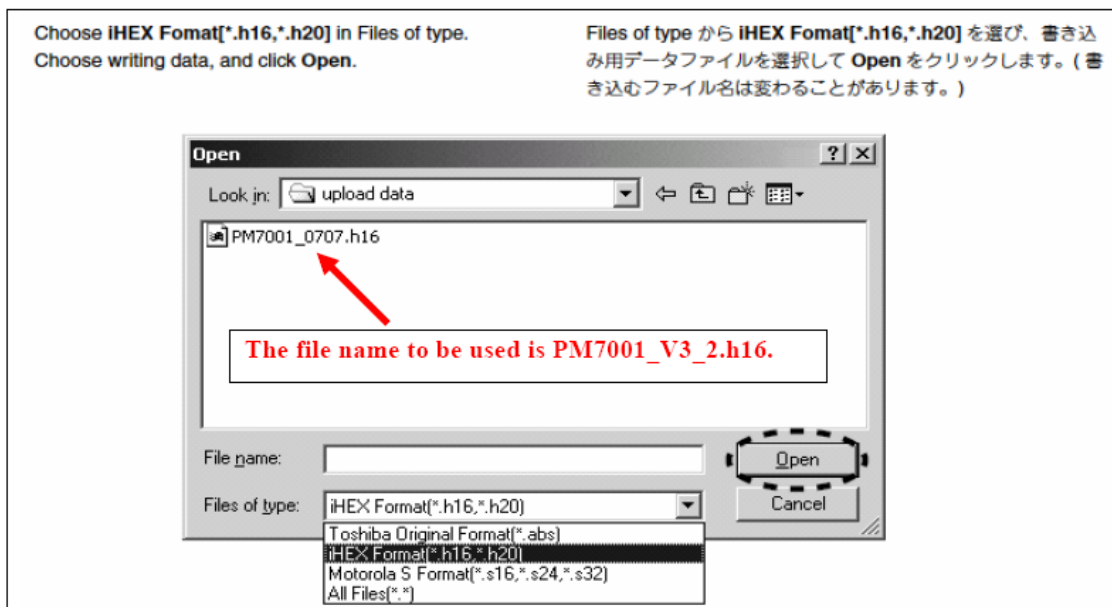 Choose iHEX Fomat[*.h16,*.h20] in Files of type.
Choose writing data, and click Open.
Files of type から iHEX Fomat[*.h16,*.h20] を選び、書き込
み用データファイルを選択して Open をクリックします。( 書
き込むファイル名は変わることがあります。)
Open
Look in: upload data
PM7001_0707.h16
The file name to be used is PM7001_V3_2.h16.
File name:
Open
Files of type: iHEX Format(*.h16,*.h20)
Cancel
Toshiba Original Format(*.abs)
iHEX Format(*.h16,*.h20)
Motorola S Format(*.s16,*.s24,*.s32)
All Files(*.*)